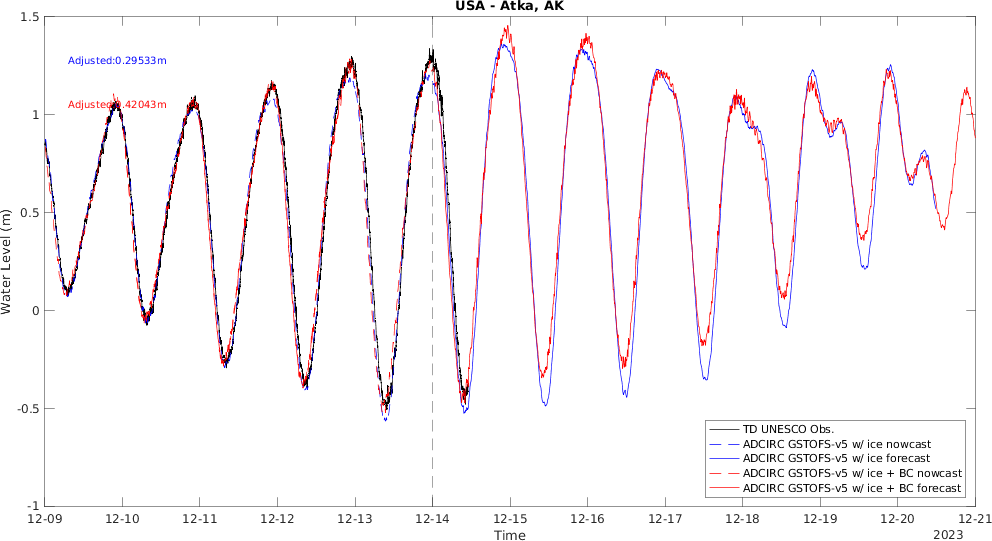 USA - Atka, AK
1.5
1
0.5
0
-0.5
-1
Water Level (m)
Adjusted:0.29533m
Adjusted:0.42043m
TD UNESCO Obs.
ADCIRC GSTOFS-v5 w/ ice nowcast
ADCIRC GSTOFS-v5 w/ ice forecast
ADCIRC GSTOFS-v5 w/ ice + BC nowcast
ADCIRC GSTOFS-v5 w/ ice + BC forecast
12-09 12-10 12-11 12-12 12-13 12-14 12-15 12-16 12-17 12-18 12-19 12-20 12-21
Time
2023